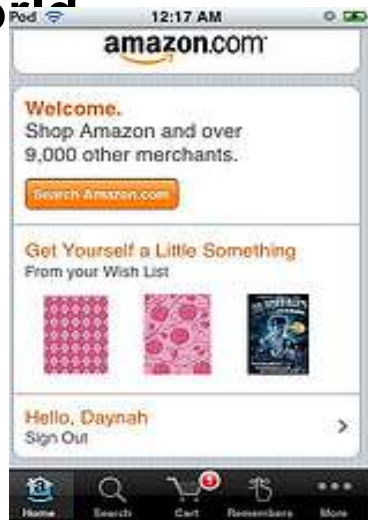 Pod 12:17 AM
amazon.com
Welcome.
Shop Amazon and over
9,000 other merchants.
Search Amazon.com
Get Yourself a Little Something
From your Wish List
Hello, Daynah
Sign Out
Home Search Cart Remembers More